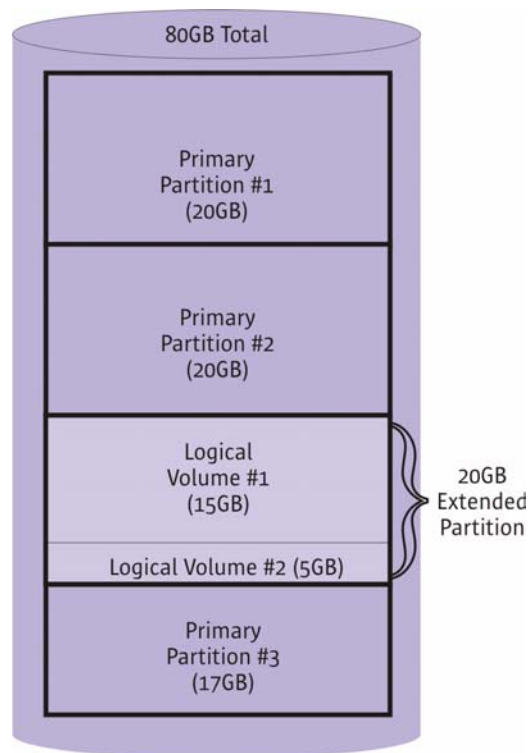 80GB Total
Primary
Partition #1
(20GB)
Primary
Partition #2
(20GB)
Logical
Volume #1
(15GB)
20GB
Extended
Partition
Logical Volume #2 (5GB)
Primary
Partition #3
(17GB)